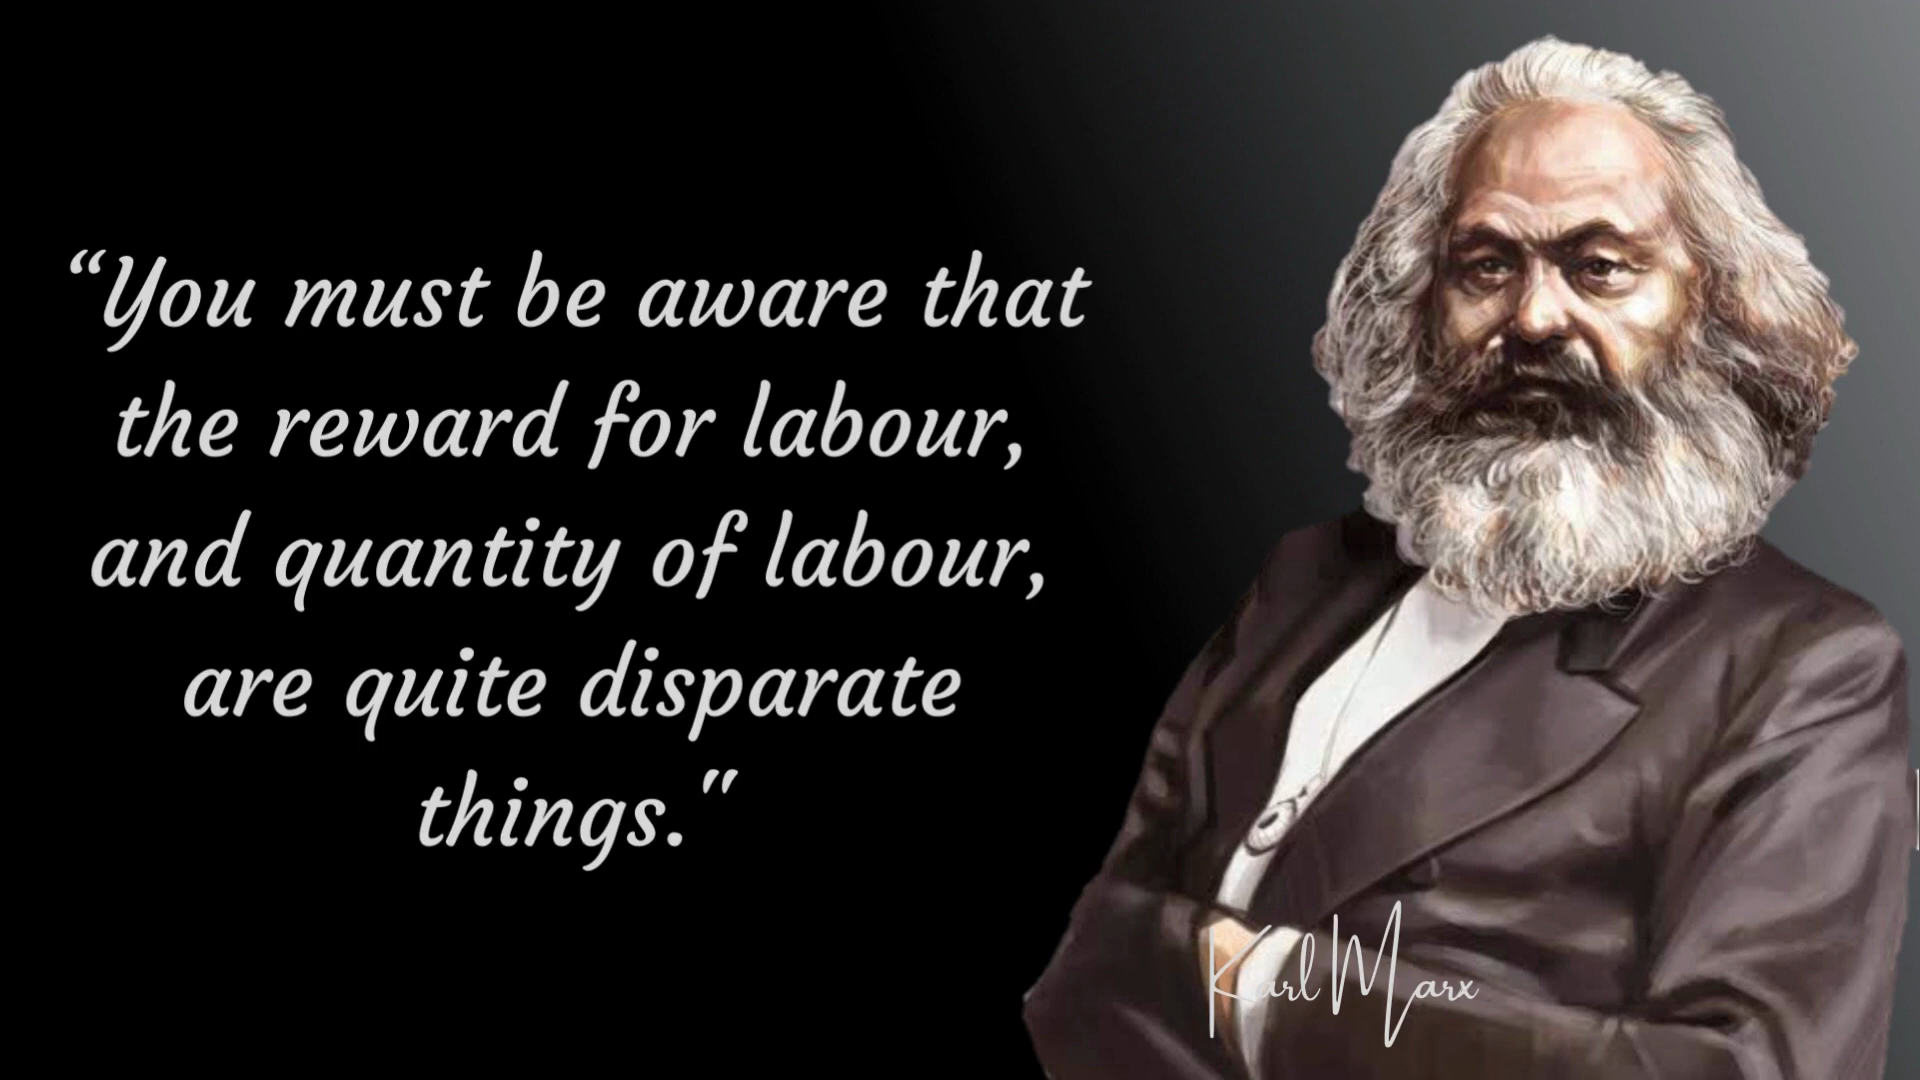 “You must be aware that
the reward for labour,
and quantity of labour,
are quite disparate
things."
Karl Marx